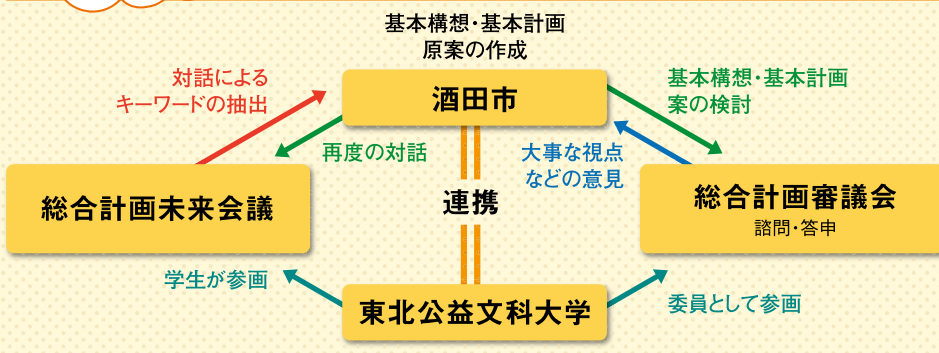 基本構想・基本計画
原案の作成
対話による
キーワードの抽出
酒田市
基本構想・基本計画
案の検討
再度の対話
大事な視点
などの意見
総合計画未来会議
連携
総合計画審議会
諮問・答申
学生が参画
東北公益文科大学
委員として参画